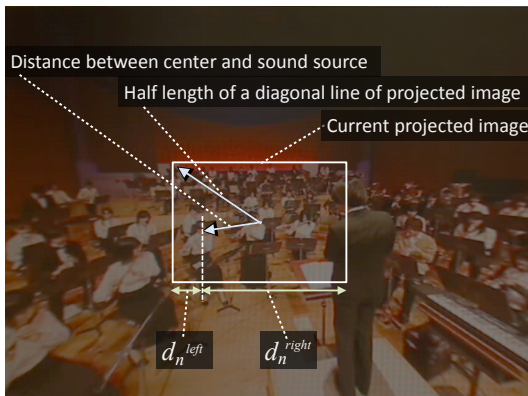 Distance between center and sound source
Half length of a diagonal line of projected image
Current projected image
d_n^left d_n^right